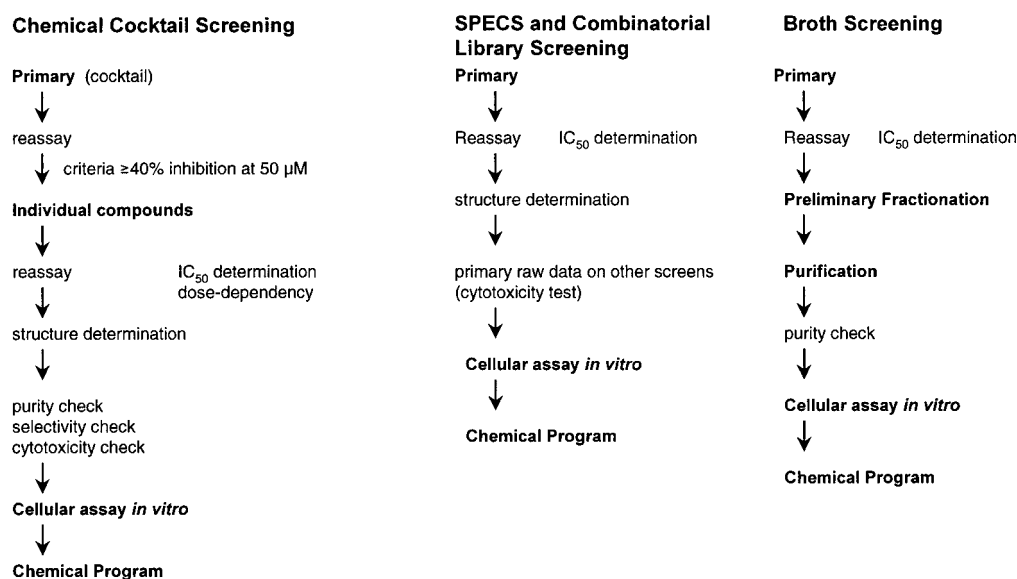 Chemical Cocktail Screening
Primary (cocktail)
reassay
criteria ≥40% inhibition at 50 µM
Individual compounds
reassay IC50 determination
dose-dependency
structure determination
purity check
selectivity check
cytotoxicity check
Cellular assay in vitro
Chemical Program
SPECS and Combinatorial
Library Screening
Primary
Reassay IC50 determination
structure determination
primary raw data on other screens
(cytotoxicity test)
Cellular assay in vitro
Chemical Program
Broth Screening
Primary
Reassay IC50 determination
Preliminary Fractionation
Purification
purity check
Cellular assay in vitro
Chemical Program